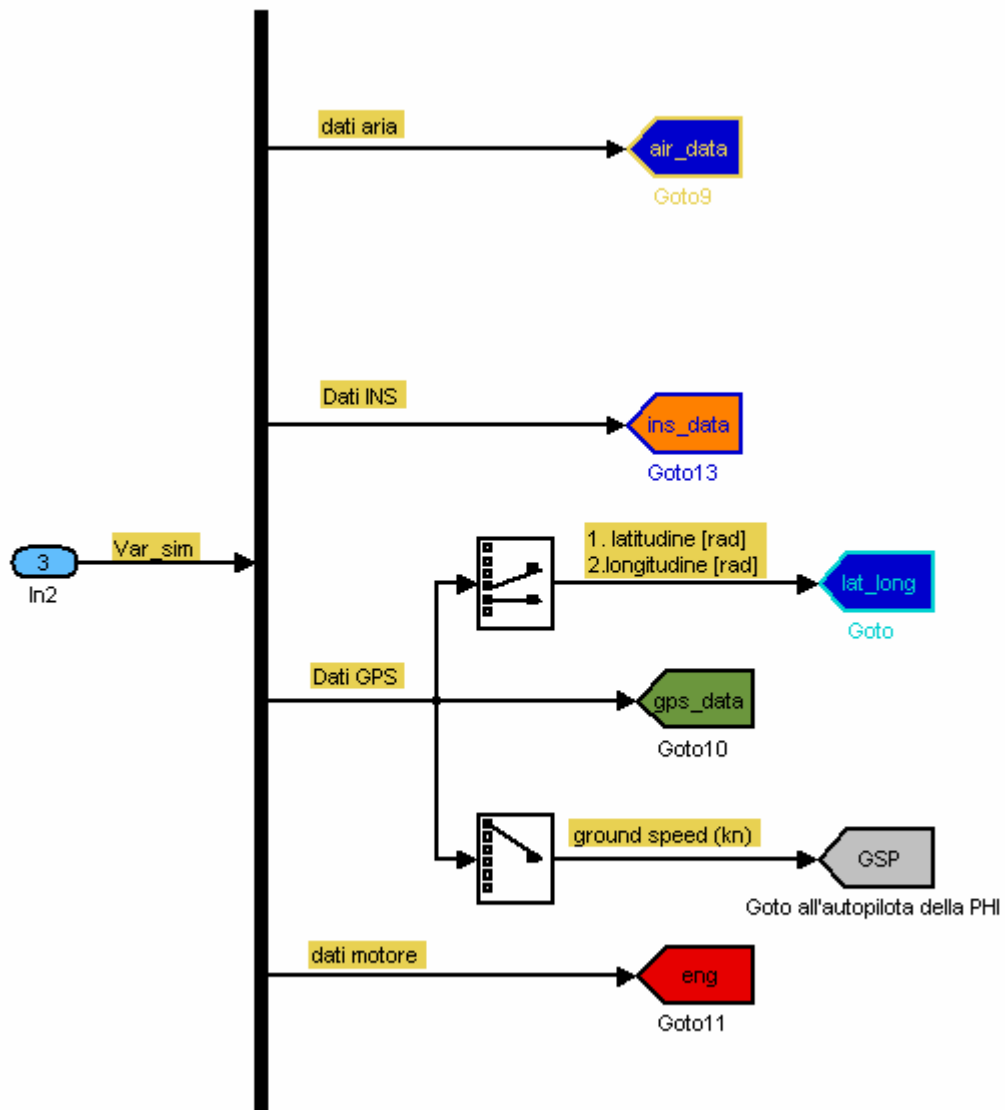 dati aria
air_data
Goto9
Dati INS
ins_data
Goto13
Var_sim
3
In2
1. latitudine [rad]
2.longitudine [rad]
lat_long
Goto
Dati GPS
gps_data
Goto10
ground speed (kn)
GSP
Goto all'autopilota della PHI
dati motore
eng
Goto11